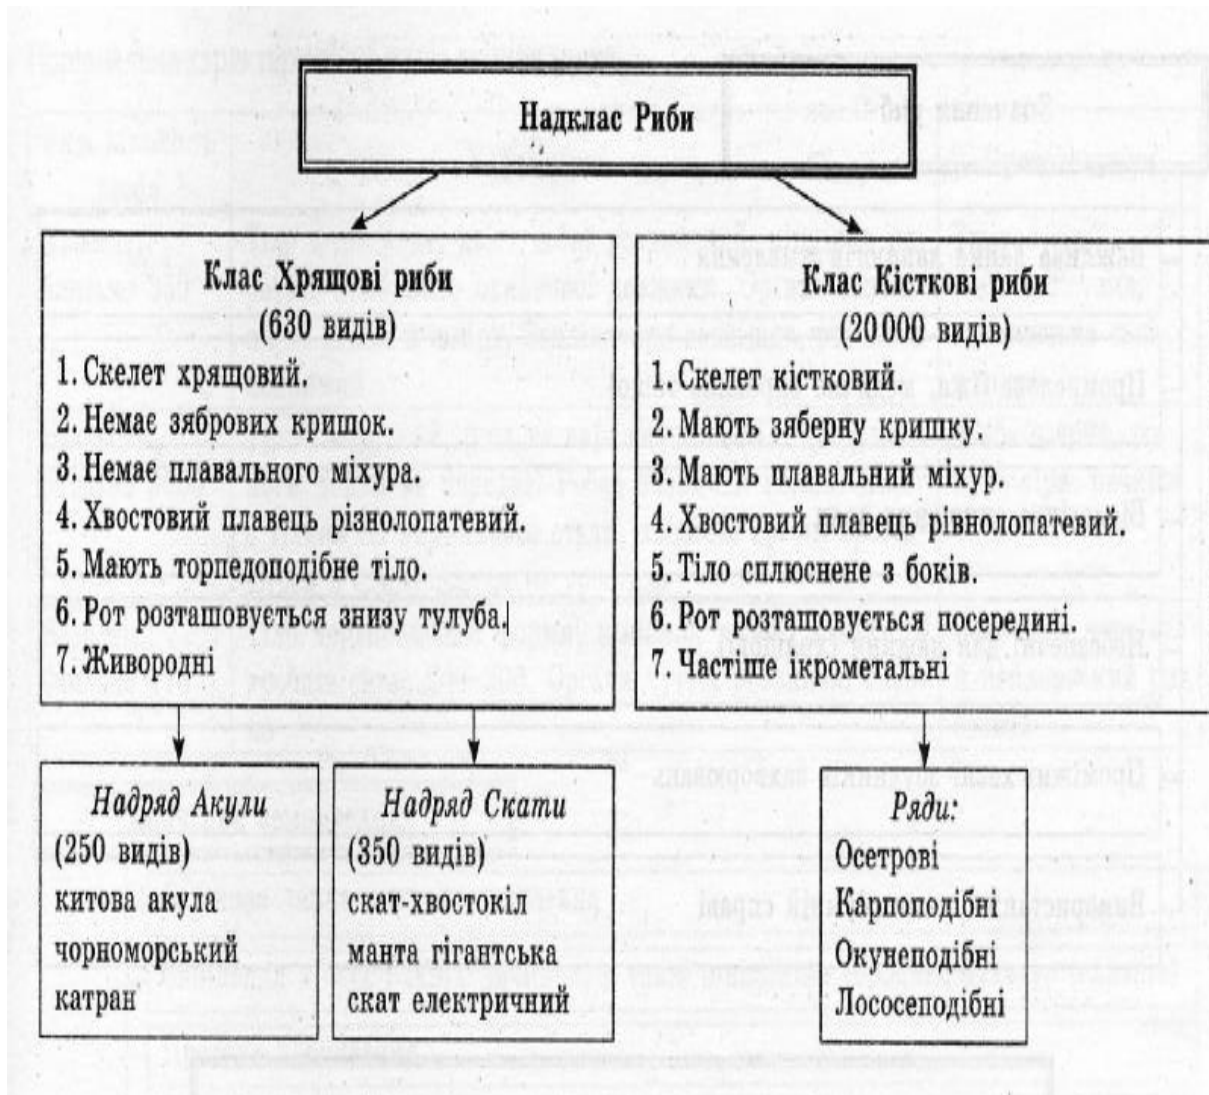 Надклас Риби
Клас Хрящові риби
(630 видів)
1. Скелет хрящовий.
2. Немає зябрових кришок.
3. Немає плавального міхура.
4. Хвостовий плавець різнолопатевий.
5. Мають торпедоподібне тіло.
6. Рот розташовується знизу тулуба.
7. Живородні
Клас Кісткові риби
(20 000 видів)
1. Скелет кістковий.
2. Мають зяберну кришку.
3. Мають плавальний міхур.
4. Хвостовий плавець рівнолопатевий.
5. Тіло сплюснене з боків.
6. Рот розташовується посередині.
7. Частіше ікрометальні
Надряд Акули
(250 видів)
китова акула
чорноморський
катран
Надряд Скати
(350 видів)
скат-хвостокіл
манта гігантська
скат електричний
Ряди:
Осетрові
Карпоподібні
Окунеподібні
Лососеподібні